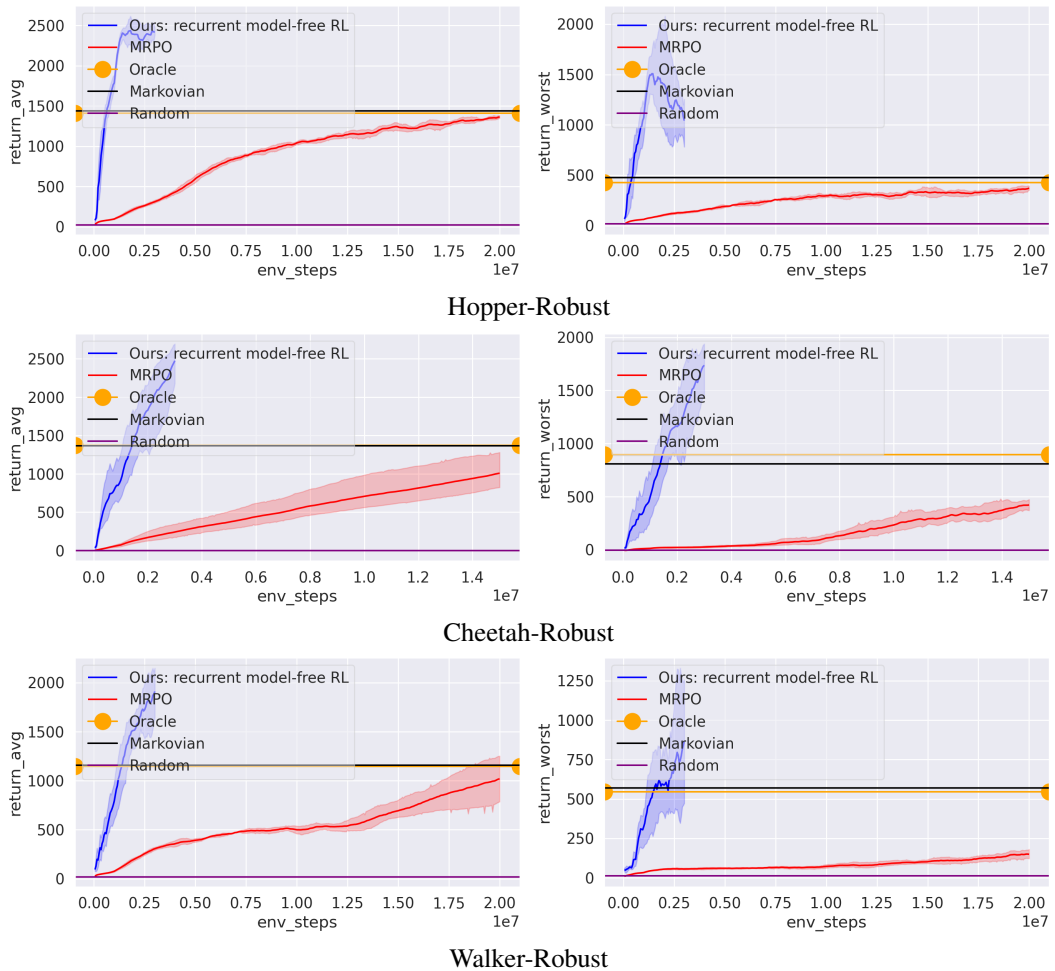 Ours: recurrent model-free RL
MRPO
Oracle
Markovian
Random
return_avg
2500
2000
1500
1000
500
0
0.00 0.25 0.50 0.75 1.00 1.25 1.50 1.75 2.00
env_steps
1e7
Ours: recurrent model-free RL
MRPO
Oracle
Markovian
Random
return_worst
2000
1500
1000
500
0
0.00 0.25 0.50 0.75 1.00 1.25 1.50 1.75 2.00
env_steps
1e7
Hopper-Robust
Ours: recurrent model-free RL
MRPO
Oracle
Markovian
Random
return_avg
2500
2000
1500
1000
500
0
0.0 0.2 0.4 0.6 0.8 1.0 1.2 1.4
env_steps
1e7
Ours: recurrent model-free RL
MRPO
Oracle
Markovian
Random
return_worst
2000
1500
1000
500
0
0.0 0.2 0.4 0.6 0.8 1.0 1.2 1.4
env_steps
1e7
Cheetah-Robust
Ours: recurrent model-free RL
MRPO
Oracle
Markovian
Random
return_avg
2000
1500
1000
500
0
0.00 0.25 0.50 0.75 1.00 1.25 1.50 1.75 2.00
env_steps
1e7
Ours: recurrent model-free RL
MRPO
Oracle
Markovian
Random
return_worst
1250
1000
750
500
250
0
0.00 0.25 0.50 0.75 1.00 1.25 1.50 1.75 2.00
env_steps
1e7
Walker-Robust